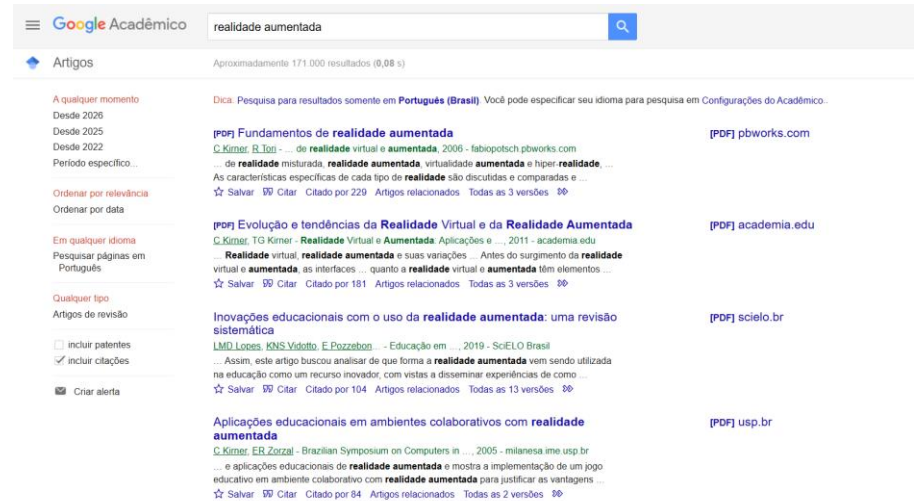 Google Acadêmico
realidade aumentada
Artigos
Aproximadamente 171.000 resultados (0,08 s)
A qualquer momento
Desde 2026
Desde 2025
Desde 2022
Período específico...
Ordenar por relevância
Ordenar por data
Em qualquer idioma
Pesquisar páginas em
Português
Qualquer tipo
Artigos de revisão
incluir patentes
incluir citações
Criar alerta
Dica: Pesquisa para resultados somente em Português (Brasil). Você pode especificar seu idioma para pesquisa em Configurações do Acadêmico..
[PDF] Fundamentos de realidade aumentada
[PDF] pbworks.com
C Kirner, R Tori - ... de realidade virtual e aumentada, 2006 - fabiopotsch.pbworks.com
... de realidade misturada, realidade aumentada, virtualidade aumentada e hiper-realidade, ...
As características específicas de cada tipo de realidade são discutidas e comparadas e ...
Salvar Citar Citado por 229 Artigos relacionados Todas as 3 versões
[PDF] Evolução e tendências da Realidade Virtual e da Realidade Aumentada
[PDF] academia.edu
C Kirner, TG Kirner - Realidade Virtual e Aumentada: Aplicações e ..., 2011 - academia.edu
... Realidade virtual, realidade aumentada e suas variações ... Antes do surgimento da realidade
virtual e aumentada, as interfaces ... quanto a realidade virtual e aumentada têm elementos ...
Salvar Citar Citado por 181 Artigos relacionados Todas as 3 versões
Inovações educacionais com o uso da realidade aumentada: uma revisão
sistemática
[PDF] scielo.br
LMD Lopes, KNS Vidotto, E Pozzebon... - Educação em ..., 2019 - SciELO Brasil
... Assim, este artigo buscou analisar de que forma a realidade aumentada vem sendo utilizada
na educação como um recurso inovador, com vistas a disseminar experiências de como ...
Salvar Citar Citado por 104 Artigos relacionados Todas as 13 versões
Aplicações educacionais em ambientes colaborativos com realidade
aumentada
[PDF] usp.br
C Kirner, ER Zorzal - Brazilian Symposium on Computers in ..., 2005 - milanesa.ime.usp.br
... e aplicações educacionais de realidade aumentada e mostra a implementação de um jogo
educativo em ambiente colaborativo com realidade aumentada para justificar as vantagens ...
Salvar Citar Citado por 84 Artigos relacionados Todas as 2 versões